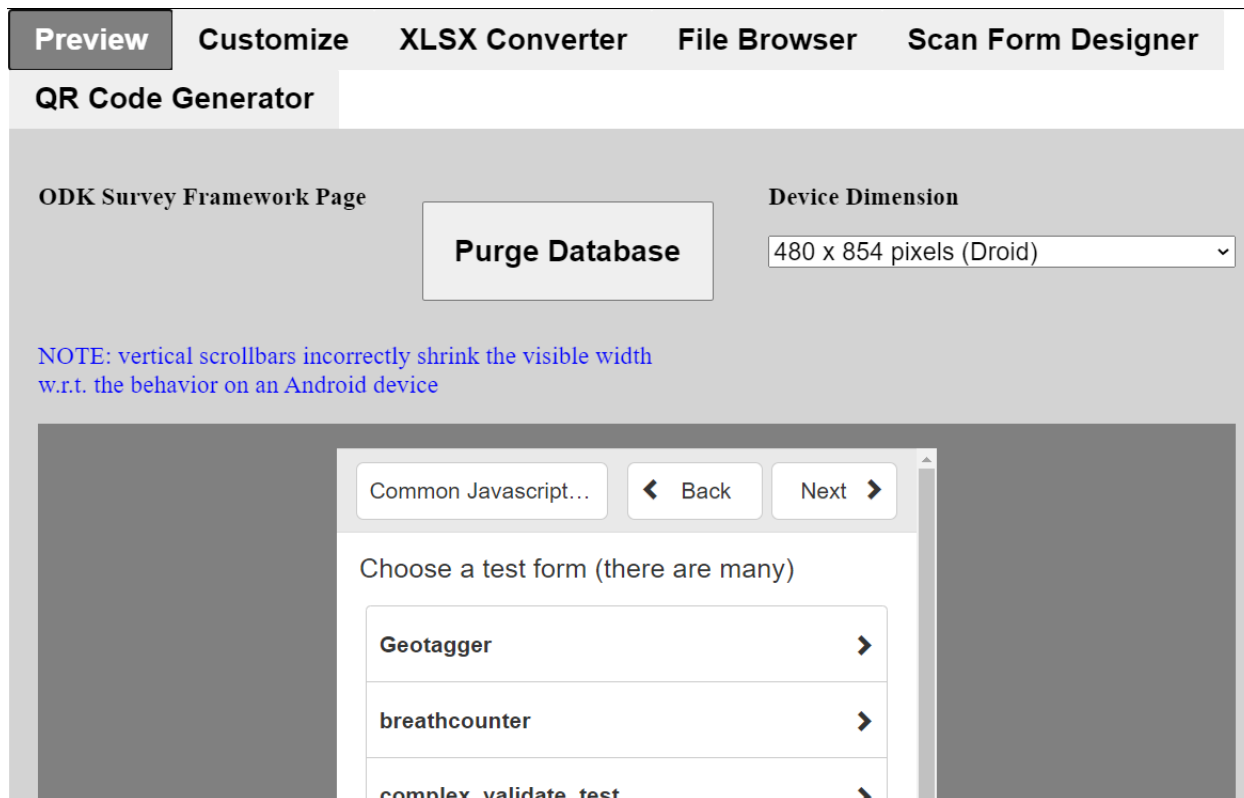 Preview Customize XLSX Converter File Browser Scan Form Designer
QR Code Generator
ODK Survey Framework Page
Purge Database
Device Dimension
480 x 854 pixels (Droid)
NOTE: vertical scrollbars incorrectly shrink the visible width
w.r.t. the behavior on an Android device
Common Javascript… Back Next
Choose a test form (there are many)
Geotagger
breathcounter
complex_validate_test